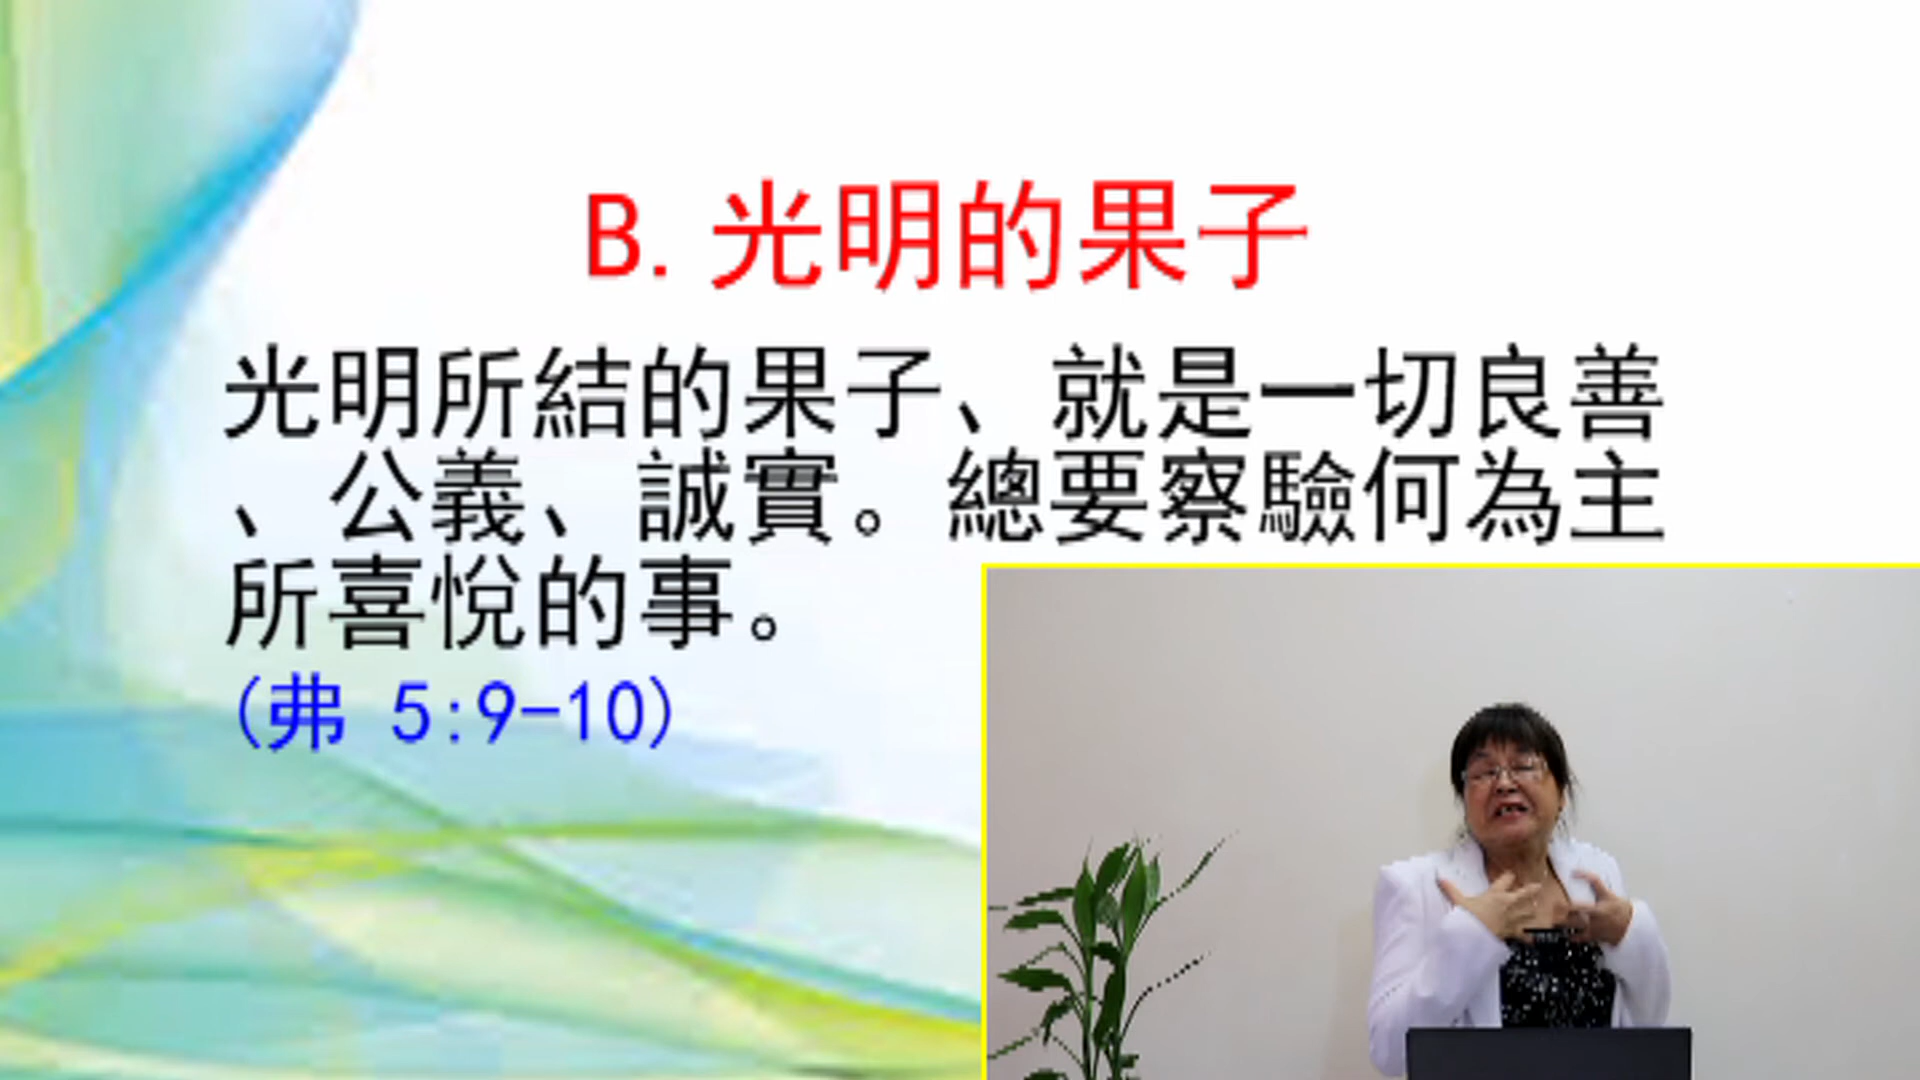 B.光明的果子
光明所結的果子、就是一切良善
、公義、誠實。總要察驗何為主
所喜悅的事。
(弗 5:9-10)